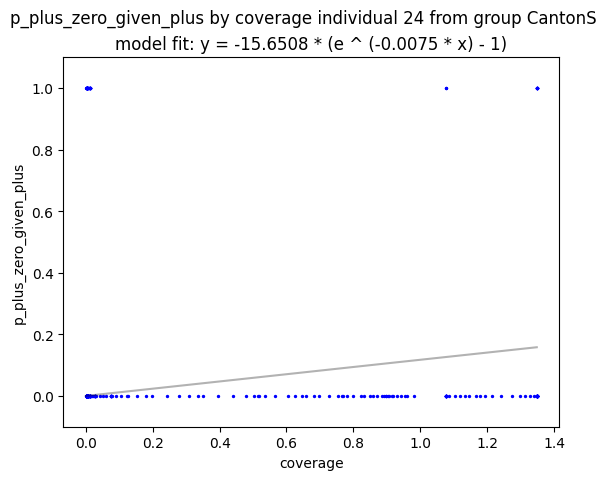 p_plus_zero_given_plus by coverage individual 24 from group CantonS
model fit: y = -15.6508 * (e ^ (-0.0075 * x) - 1)
1.0
0.8
0.6
0.4
0.2
0.0
p_plus_zero_given_plus
0.0 0.2 0.4 0.6 0.8 1.0 1.2 1.4
coverage